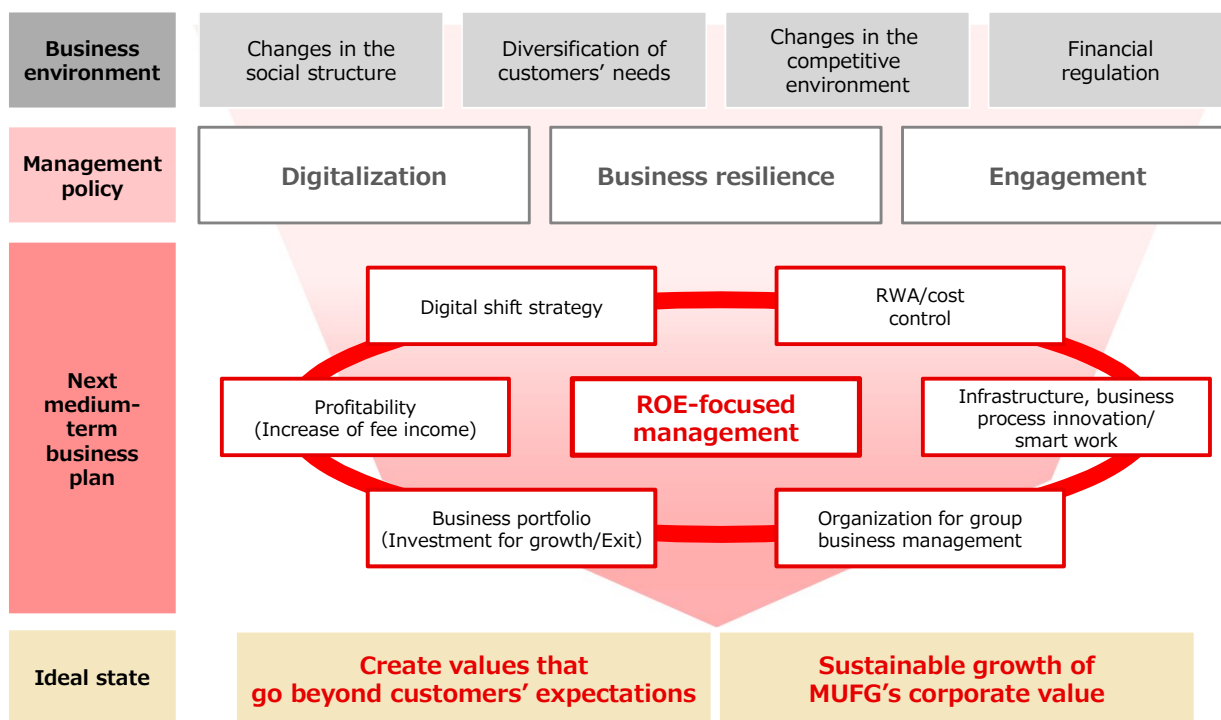 Business
environment
Changes in the
social structure
Diversification of
customers’ needs
Changes in the
competitive
environment
Financial
regulation
Management
policy
Digitalization
Business resilience
Engagement
Next
medium-
term
business
plan
Digital shift strategy
RWA/cost
control
Profitability
(Increase of fee income)
ROE-focused
management
Infrastructure, business
process innovation/
smart work
Business portfolio
(Investment for growth/Exit)
Organization for group
business management
Ideal state
Create values that
go beyond customers’ expectations
Sustainable growth of
MUFG’s corporate value